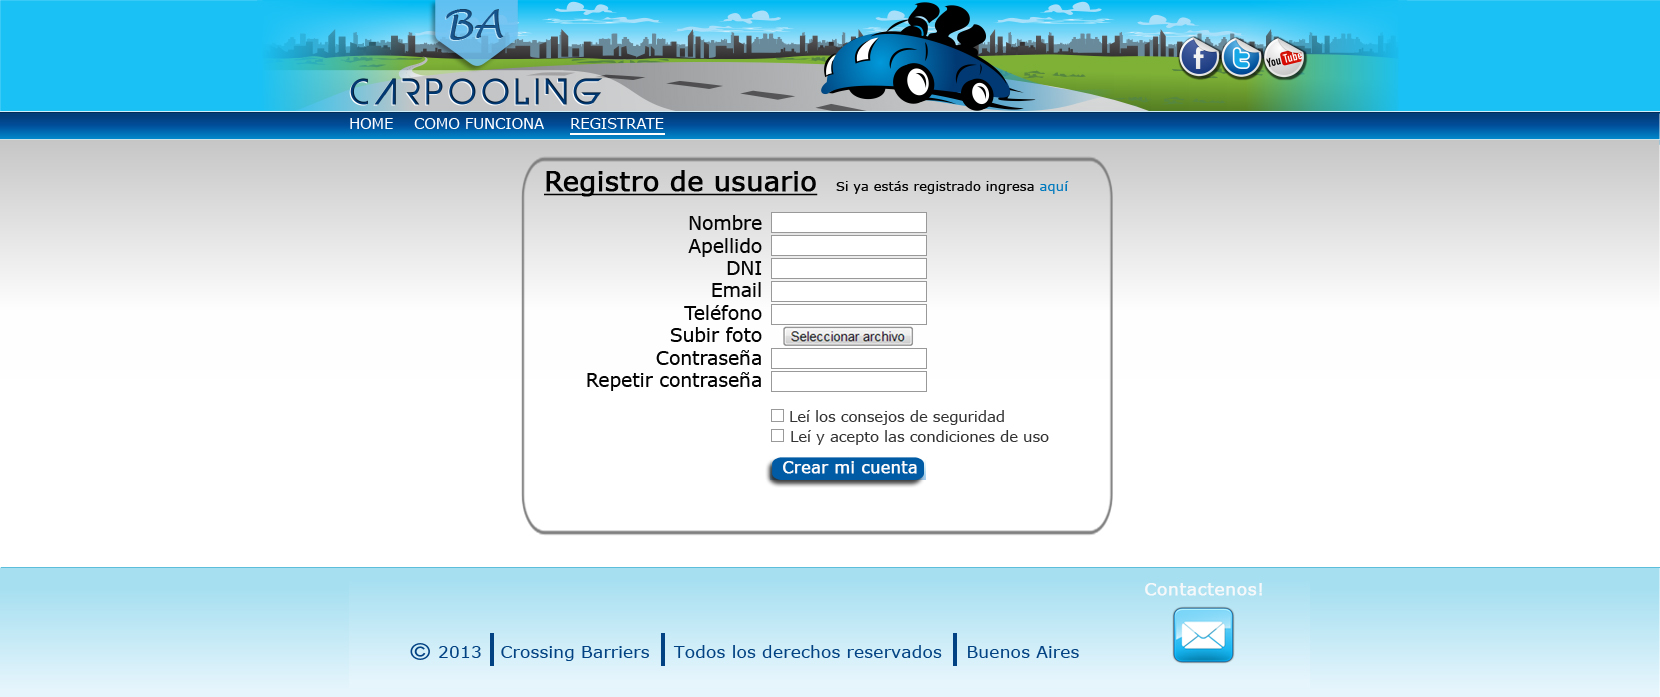 BA
CARPOOLING
f
t
You Tube
HOME COMO FUNCIONA REGISTRATE
Registro de usuario Si ya estás registrado ingresa aquí
Nombre
Apellido
DNI
Email
Teléfono
Subir foto Seleccionar archivo
Contraseña
Repetir contraseña
Leí los consejos de seguridad
Leí y acepto las condiciones de uso
Crear mi cuenta
Contactenos!
© 2013 Crossing Barriers Todos los derechos reservados Buenos Aires